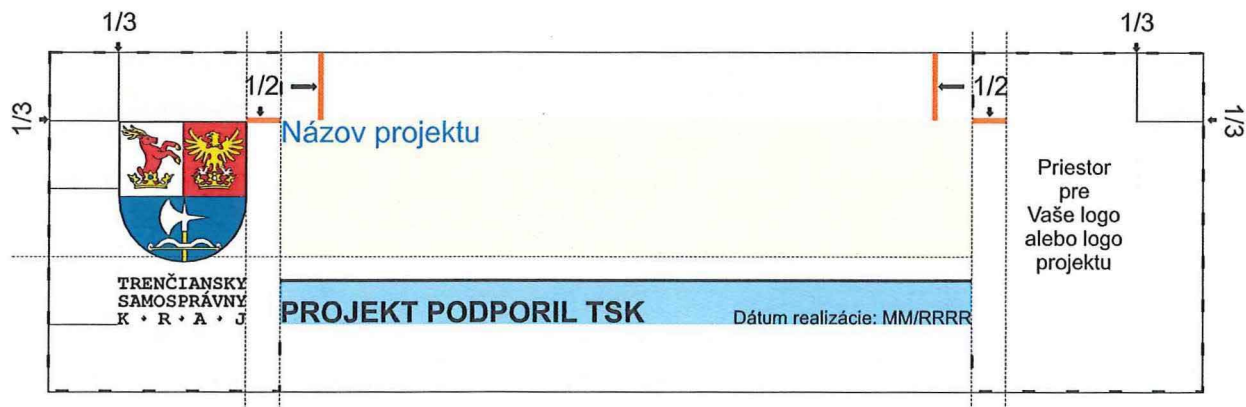 1/3
1/3
1/2
1/2
1/3
1/3
Názov projektu
Priestor
pre
Vaše logo
alebo logo
projektu
TRENČIANSKY
SAMOSPRÁVNY
K • R • A • J
PROJEKT PODPORIL TSK
Dátum realizácie: MM/RRRR